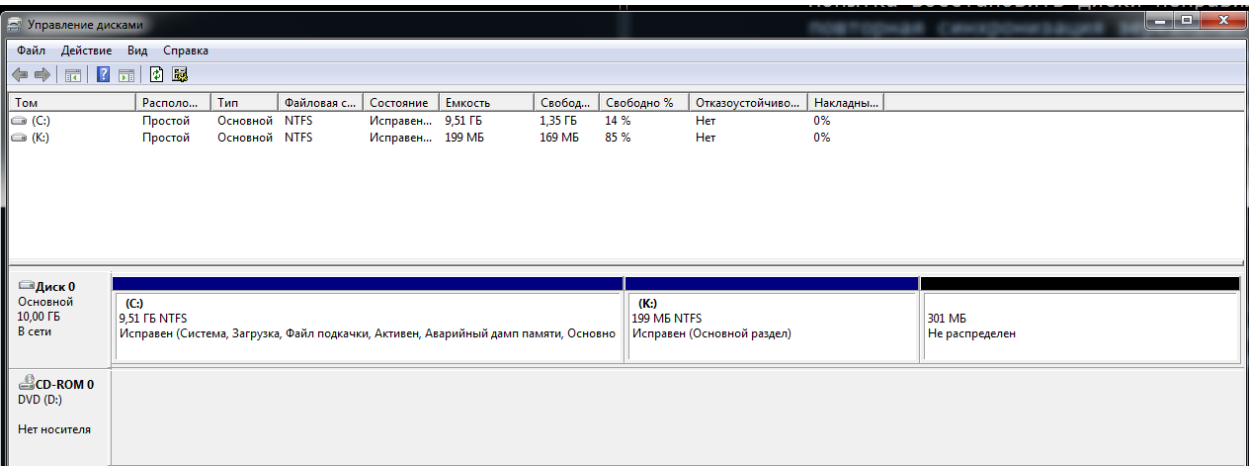 Управление дисками
Файл Действие Вид Справка
Том Располо... Тип Файловая с... Состояние Емкость Свобод... Свободно % Отказоустойчиво... Накладны...
(C:) Простой Основной NTFS Исправен... 9,51 ГБ 1,35 ГБ 14 % Нет 0%
(K:) Простой Основной NTFS Исправен... 199 МБ 169 МБ 85 % Нет 0%
Диск 0
Основной
10,00 ГБ
В сети
(C:)
9,51 ГБ NTFS
Исправен (Система, Загрузка, Файл подкачки, Активен, Аварийный дамп памяти, Основно
(K:)
199 МБ NTFS
Исправен (Основной раздел)
301 МБ
Не распределен
CD-ROM 0
DVD (D:)
Нет носителя